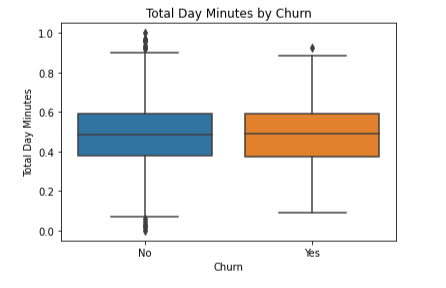 Total Day Minutes by Churn
1.0
0.8
0.6
0.4
0.2
0.0
Total Day Minutes
No
Yes
Churn